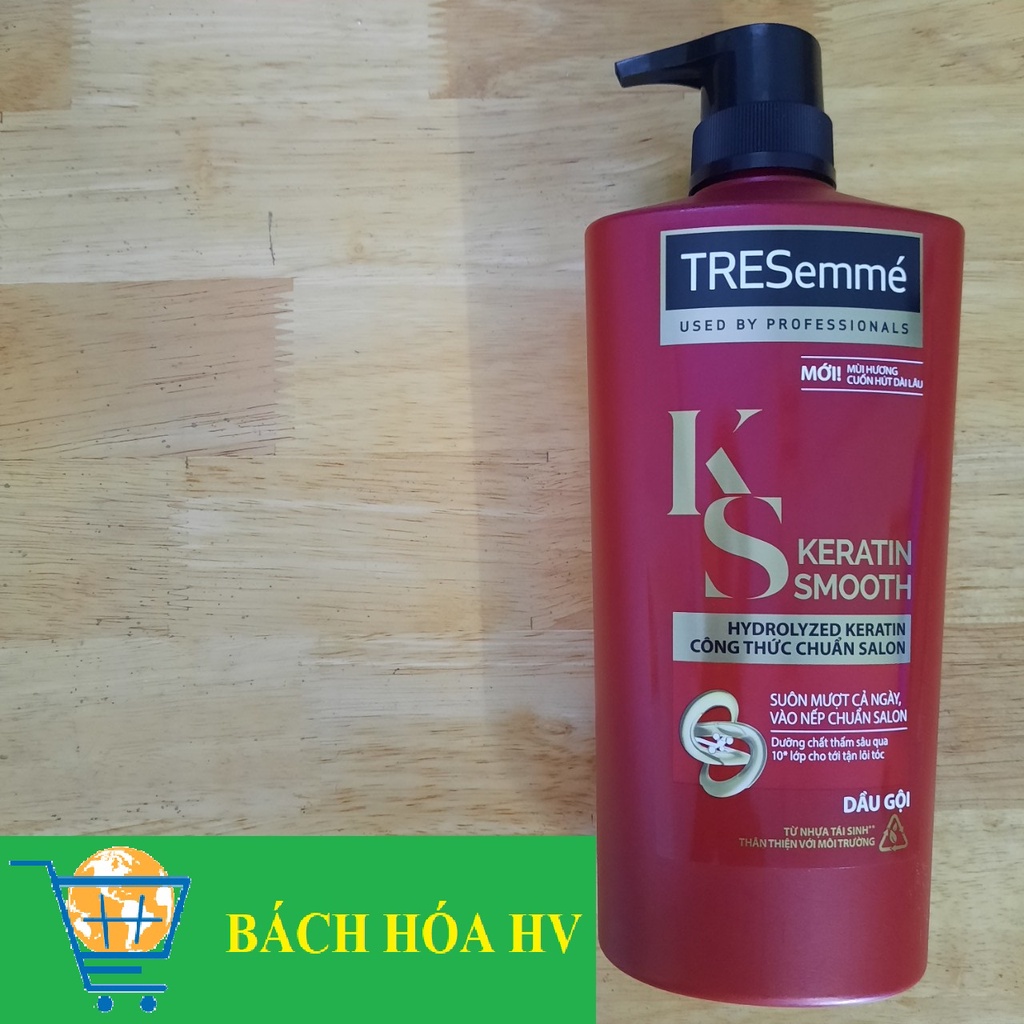 TRESemmé
USED BY PROFESSIONALS
MỚI! MÙI HƯƠNG
CUỐN HÚT DÀI LÂU
KS
KERATIN
SMOOTH
HYDROLYZED KERATIN
CÔNG THỨC CHUẨN SALON
SUÔN MƯỢT CẢ NGÀY,
VÀO NẾP CHUẨN SALON
Dưỡng chất thấm sâu qua
10* lớp cho tới tận lõi tóc
DẦU GỘI
TỪ NHỰA TÁI SINH**
THÂN THIỆN VỚI MÔI TRƯỜNG
BÁCH HÓA HV